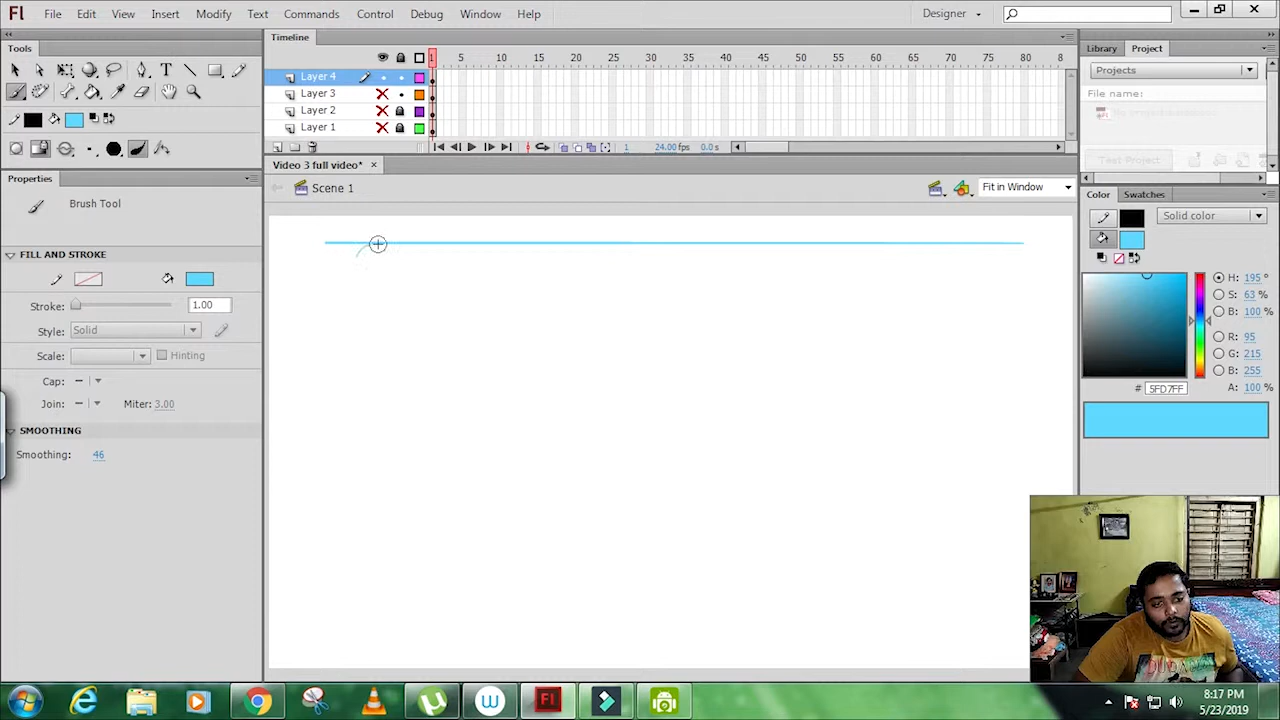 Fl File Edit View Insert Modify Text Commands Control Debug Window Help Designer
Tools
Timeline
Library Project
1 5 10 15 20 25 30 35 40 45 50 55 60 65 70 75 80 8
Layer 4
Layer 3
Layer 2
Layer 1
Projects
File name:
Test Project
1 24.00 fps 0.0 s
Video 3 full video*
Scene 1
Fit in Window
Properties
Brush Tool
FILL AND STROKE
Stroke: 1.00
Style: Solid
Scale: Hinting
Cap:
Join: Miter: 3.00
SMOOTHING
Smoothing: 46
Color Swatches
Solid color
H: 195 °
S: 63 %
B: 100 %
R: 95
G: 215
B: 255
# 5FD7FF A: 100 %
Fl
8:17 PM
5/23/2019